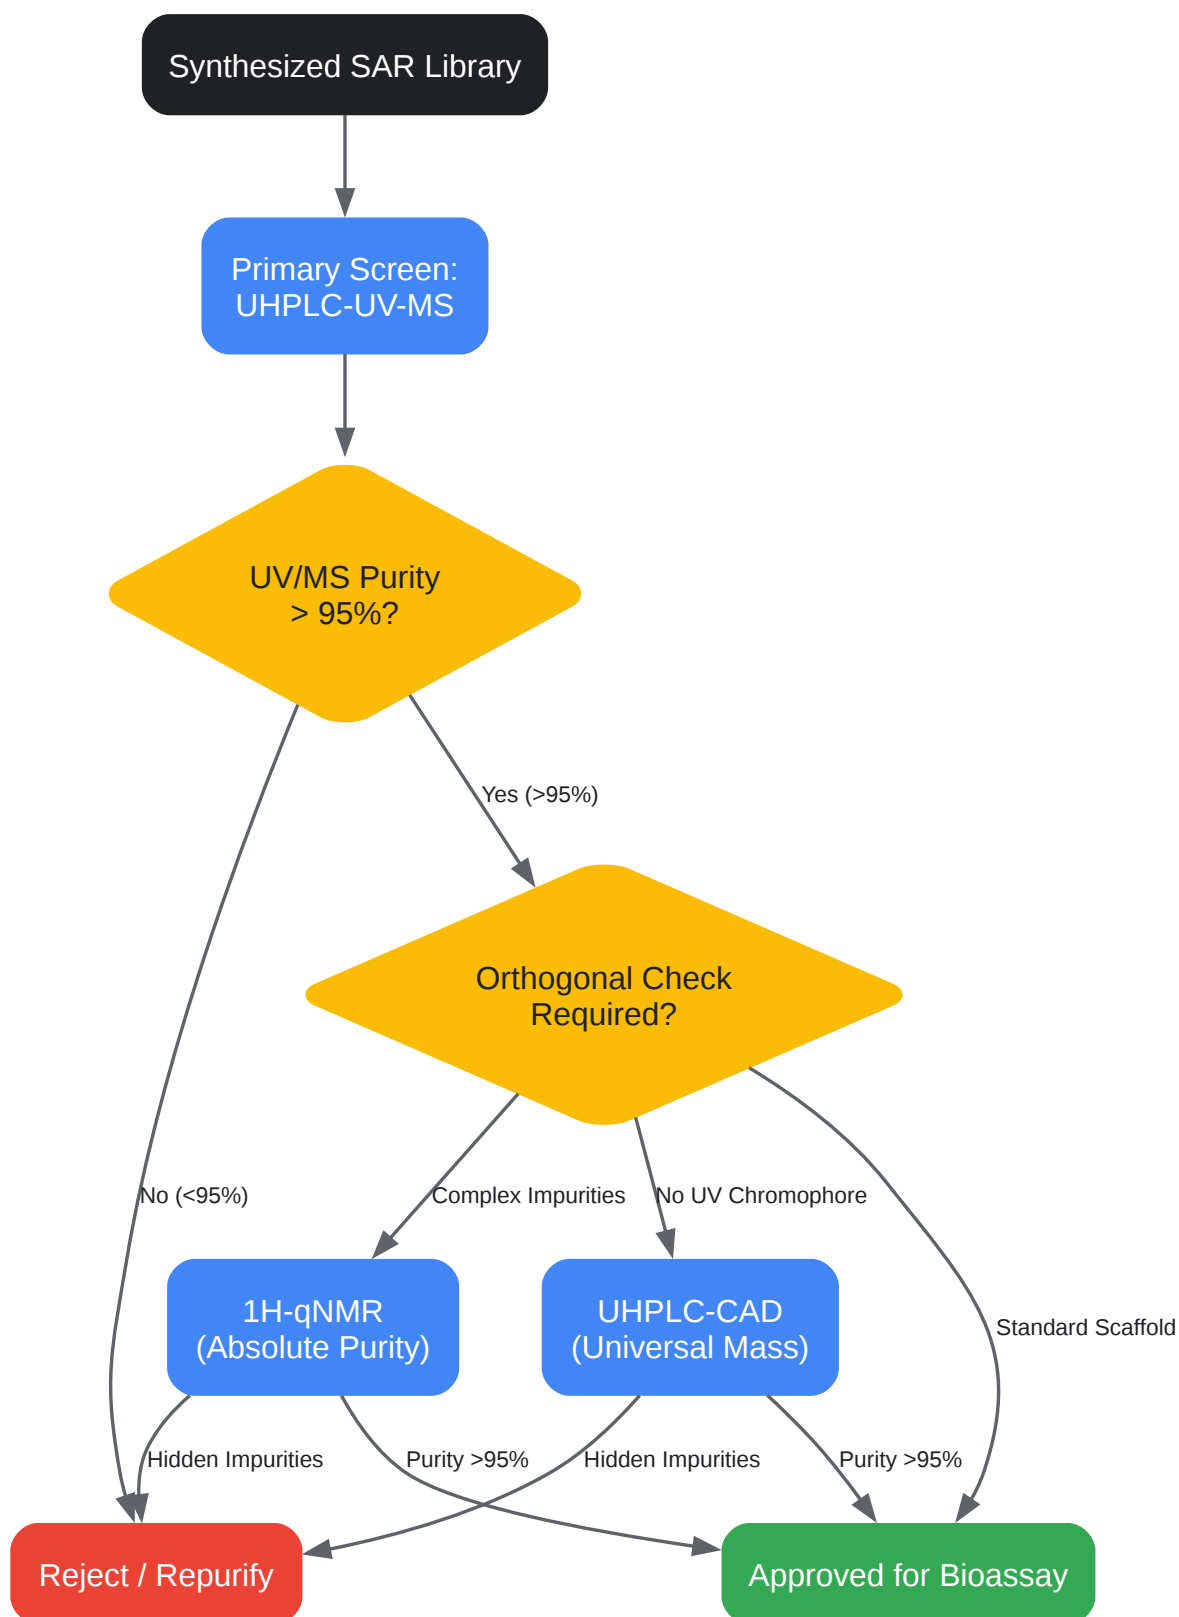 Synthesized SAR Library
Primary Screen:
UHPLC-UV-MS
UV/MS Purity
> 95%?
Yes (>95%)
Orthogonal Check
Required?
No (<95%)
Complex Impurities
No UV Chromophore
1H-qNMR
(Absolute Purity)
UHPLC-CAD
(Universal Mass)
Standard Scaffold
Hidden Impurities
Purity >95%
Hidden Impurities
Purity >95%
Reject / Repurify
Approved for Bioassay